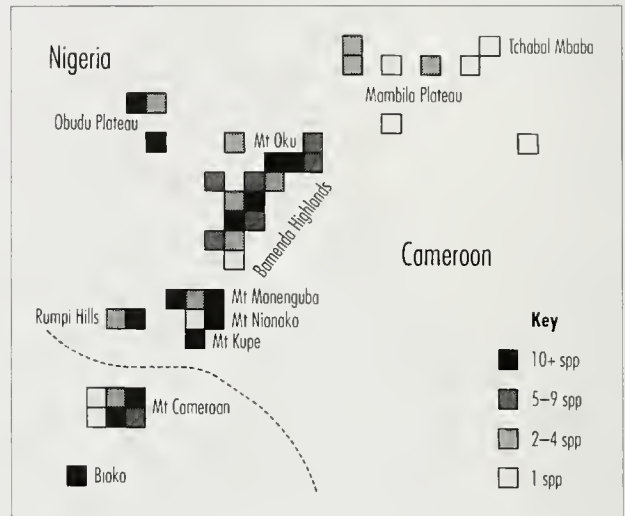 Nigeria
Tchabal Mbaba
Mambila Plateau
Obudu Plateau
Mt Oku
Bamenda Highlands
Cameroon
Mt Manenguba
Rumpi Hills
Mt Nlonako
Mt Kupe
Key
10+ spp
5–9 spp
Mt Cameroon
2–4 spp
Bioko
1 spp